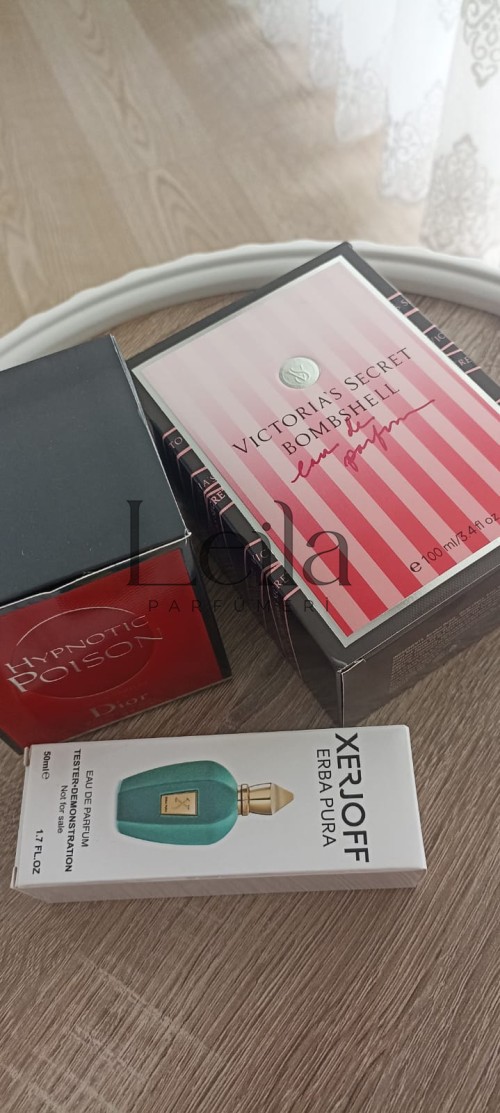 VICTORIA'S SECRET
BOMBSHELL
eau de
parfum
e 100 ml/3.4 fl oz
Leila
PARFÜMERİ
HYPNOTIC
POISON
Dior
XERJOFF
ERBA PURA
EAU DE PARFUM
TESTER•DEMONSTRATION
Not for sale
50ml e
1.7 FL.OZ